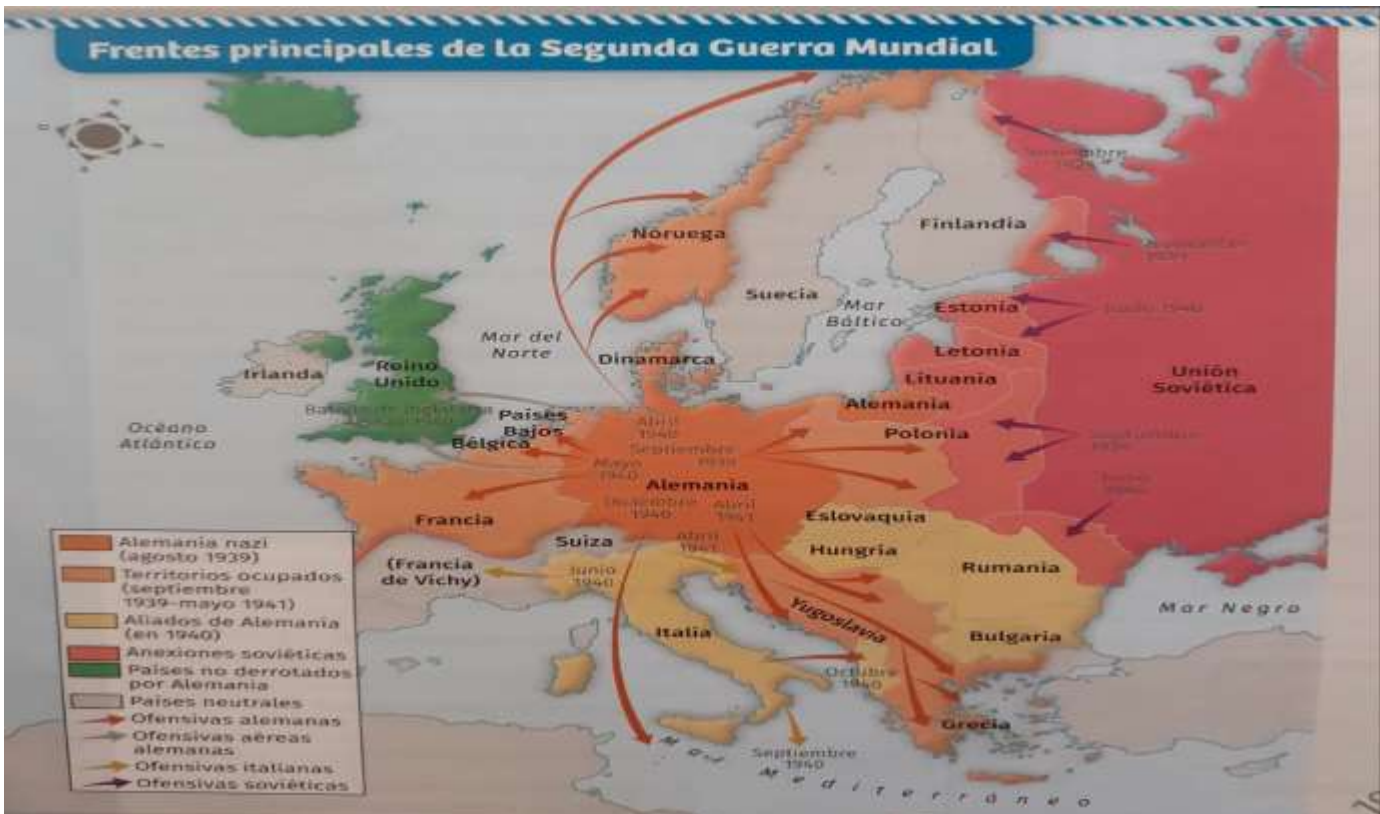 Frentes principales de la Segunda Guerra Mundial
Noruega
Finlandia
Suecia
Mar
Báltico
Estonia
Letonia
Lituania
Unión
Soviética
Mar del
Norte
Dinamarca
Irlanda
Reino
Unido
Océano
Atlántico
Países
Bajos
Bélgica
Alemania
Polonia
Abril
1940
Septiembre
1939
Mayo
1940
Alemania
Diciembre
1940
Abril
1941
Francia
Suiza
Abril
1941
Eslovaquia
Hungría
Rumania
(Francia
de Vichy)
Junio
1940
Italia
Yugoslavia
Bulgaria
Mar Negro
Octubre
1940
Grecia
Septiembre
1940
Mar Mediterráneo
Junio 1940
Septiembre
1939
Alemania nazi
(agosto 1939)
Territorios ocupados
(septiembre
1939-mayo 1941)
Aliados de Alemania
(en 1940)
Anexiones soviéticas
Países no derrotados
por Alemania
Países neutrales
Ofensivas alemanas
Ofensivas aéreas
alemanas
Ofensivas italianas
Ofensivas soviéticas